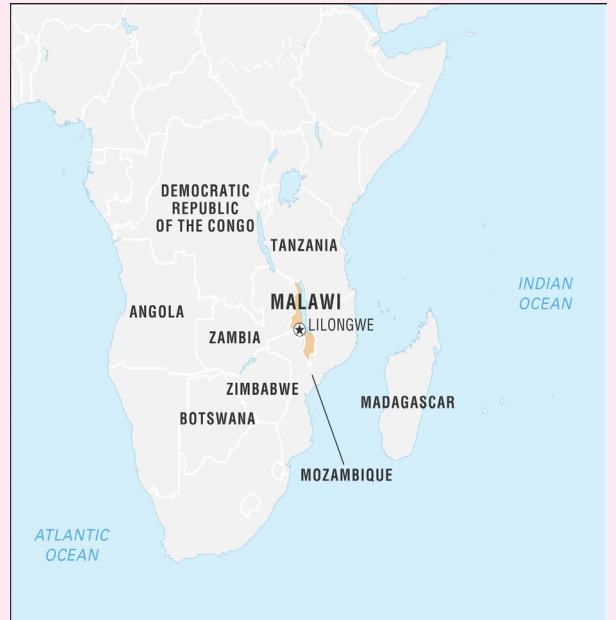 DEMOCRATIC
REPUBLIC
OF THE CONGO
TANZANIA
INDIAN
OCEAN
MALAWI
ANGOLA
LILONGWE
ZAMBIA
ZIMBABWE
MADAGASCAR
BOTSWANA
MOZAMBIQUE
ATLANTIC
OCEAN